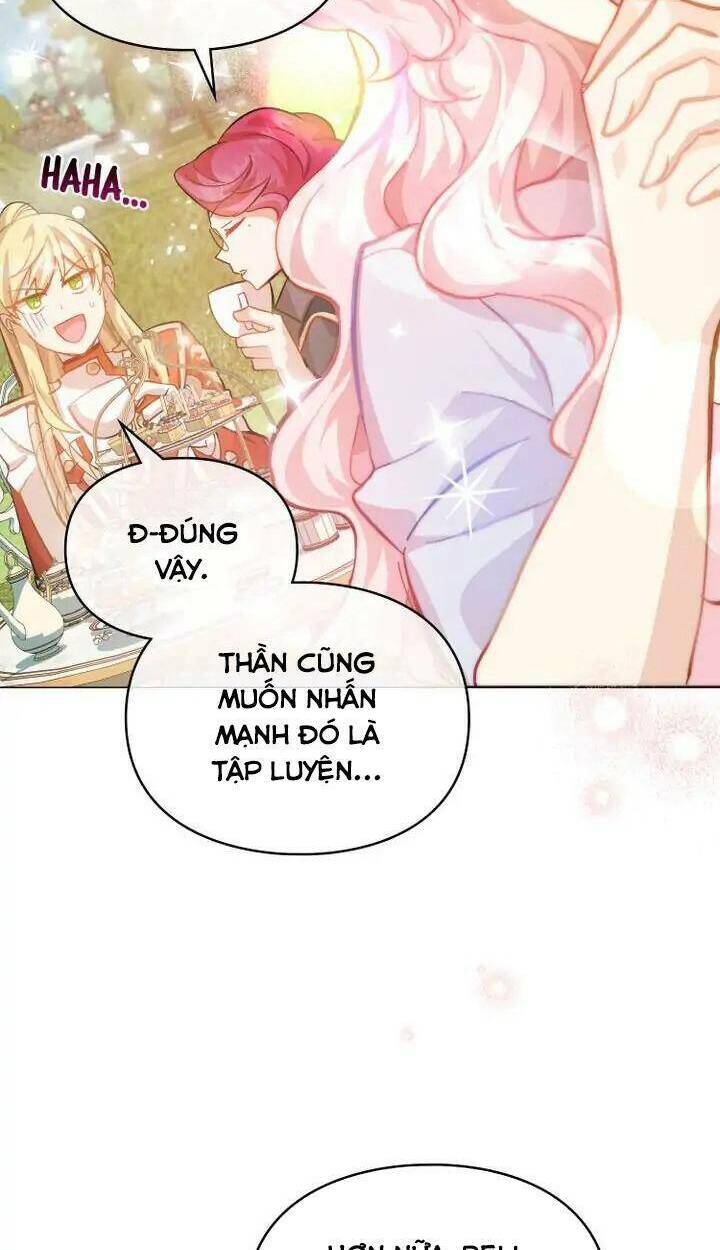 HAHA...
Đ-ĐÚNG
VẬY.
THẦN CŨNG
MUỐN NHẤN
MẠNH ĐÓ LÀ
TẬP LUYỆN...